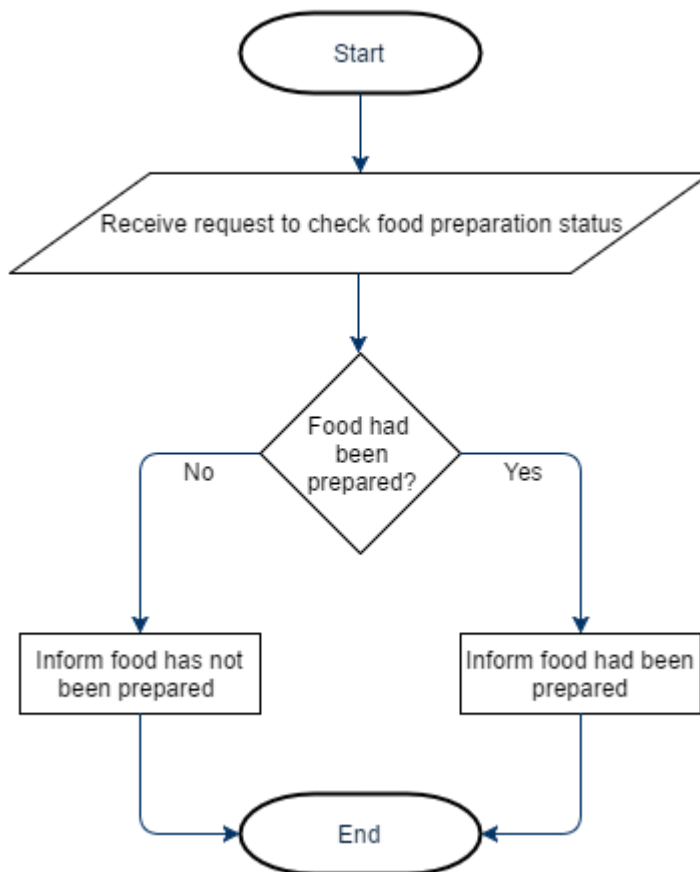 Start
Receive request to check food preparation status
Food had
been
prepared?
No
Yes
Inform food has not
been prepared
Inform food had been
prepared
End